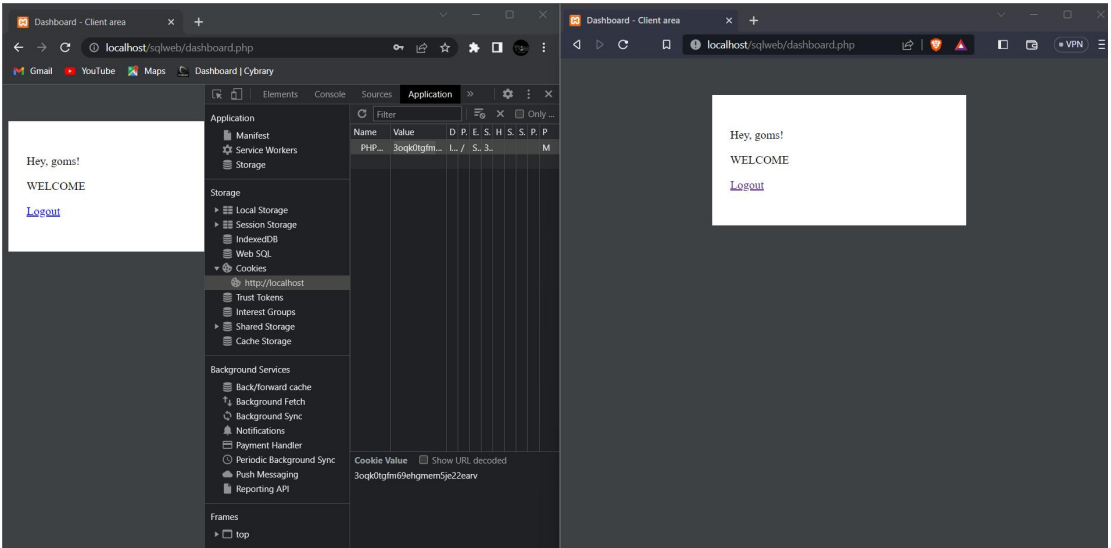 Dashboard - Client area
localhost/sqlweb/dashboard.php
Gmail YouTube Maps Dashboard | Cybrary
Hey, goms!
WELCOME
Logout
Elements Console Sources Application
Application
Manifest
Service Workers
Storage
Storage
Local Storage
Session Storage
IndexedDB
Web SQL
Cookies
http://localhost
Trust Tokens
Interest Groups
Shared Storage
Cache Storage
Background Services
Back/forward cache
Background Fetch
Background Sync
Notifications
Payment Handler
Periodic Background Sync
Push Messaging
Reporting API
Frames
top
Filter
Only ...
Name Value D P. E. S. H S. S. P. P
PHP... 3oqk0tgfm... l... / S.. 3.. M
Cookie Value Show URL decoded
3oqk0tgfm69ehgmem5je22earv
Dashboard - Client area
localhost/sqlweb/dashboard.php
VPN
Hey, goms!
WELCOME
Logout